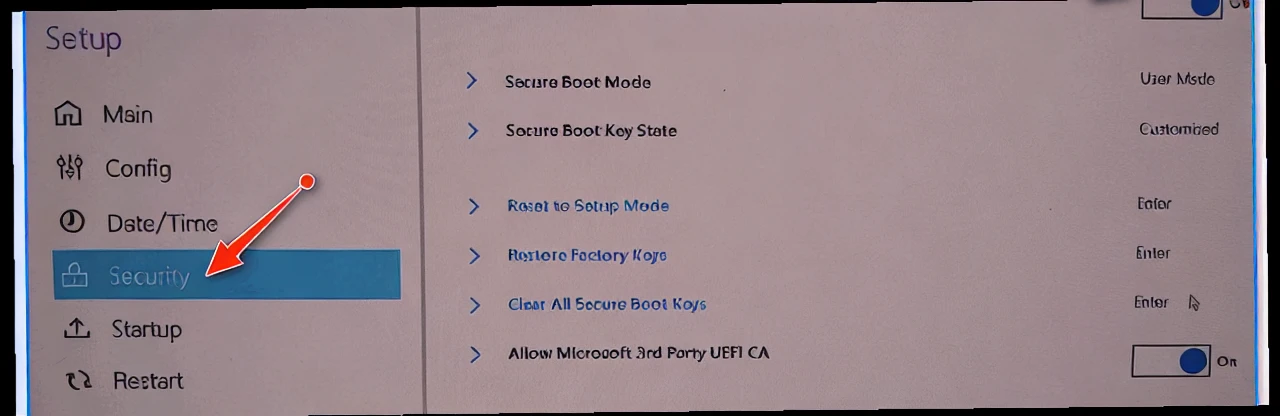 On
Setup
Main
Config
Date/Time
Security
Startup
Restart
Secure Boot Mode User Mode
Secure Boot Key State Customized
Reset to Setup Mode Enter
Restore Factory Keys Enter
Clear All Secure Boot Keys Enter
Allow Microsoft 3rd Party UEFI CA On